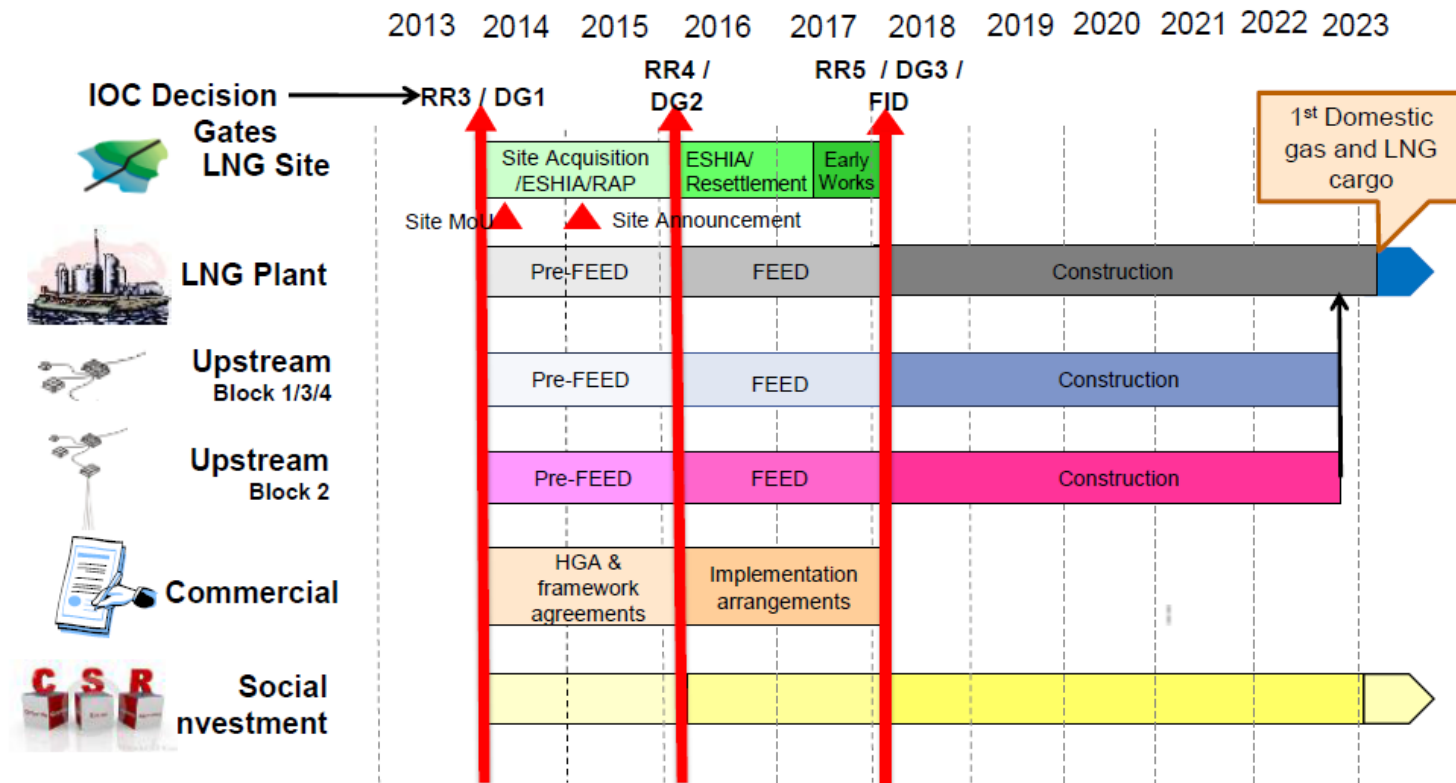 2013 2014 2015 2016 2017 2018 2019 2020 2021 2022 2023
IOC Decision
Gates
RR3 / DG1
RR4 /
DG2
RR5 / DG3 /
FID
1st Domestic
gas and LNG
cargo
LNG Site
Site Acquisition
/ESHIA/RAP
ESHIA/
Resettlement
Early
Works
Site MoU
Site Announcement
LNG Plant
Pre-FEED
FEED
Construction
Upstream
Block 1/3/4
Pre-FEED
FEED
Construction
Upstream
Block 2
Pre-FEED
FEED
Construction
Commercial
HGA &
framework
agreements
Implementation
arrangements
C S R
Social
nvestment